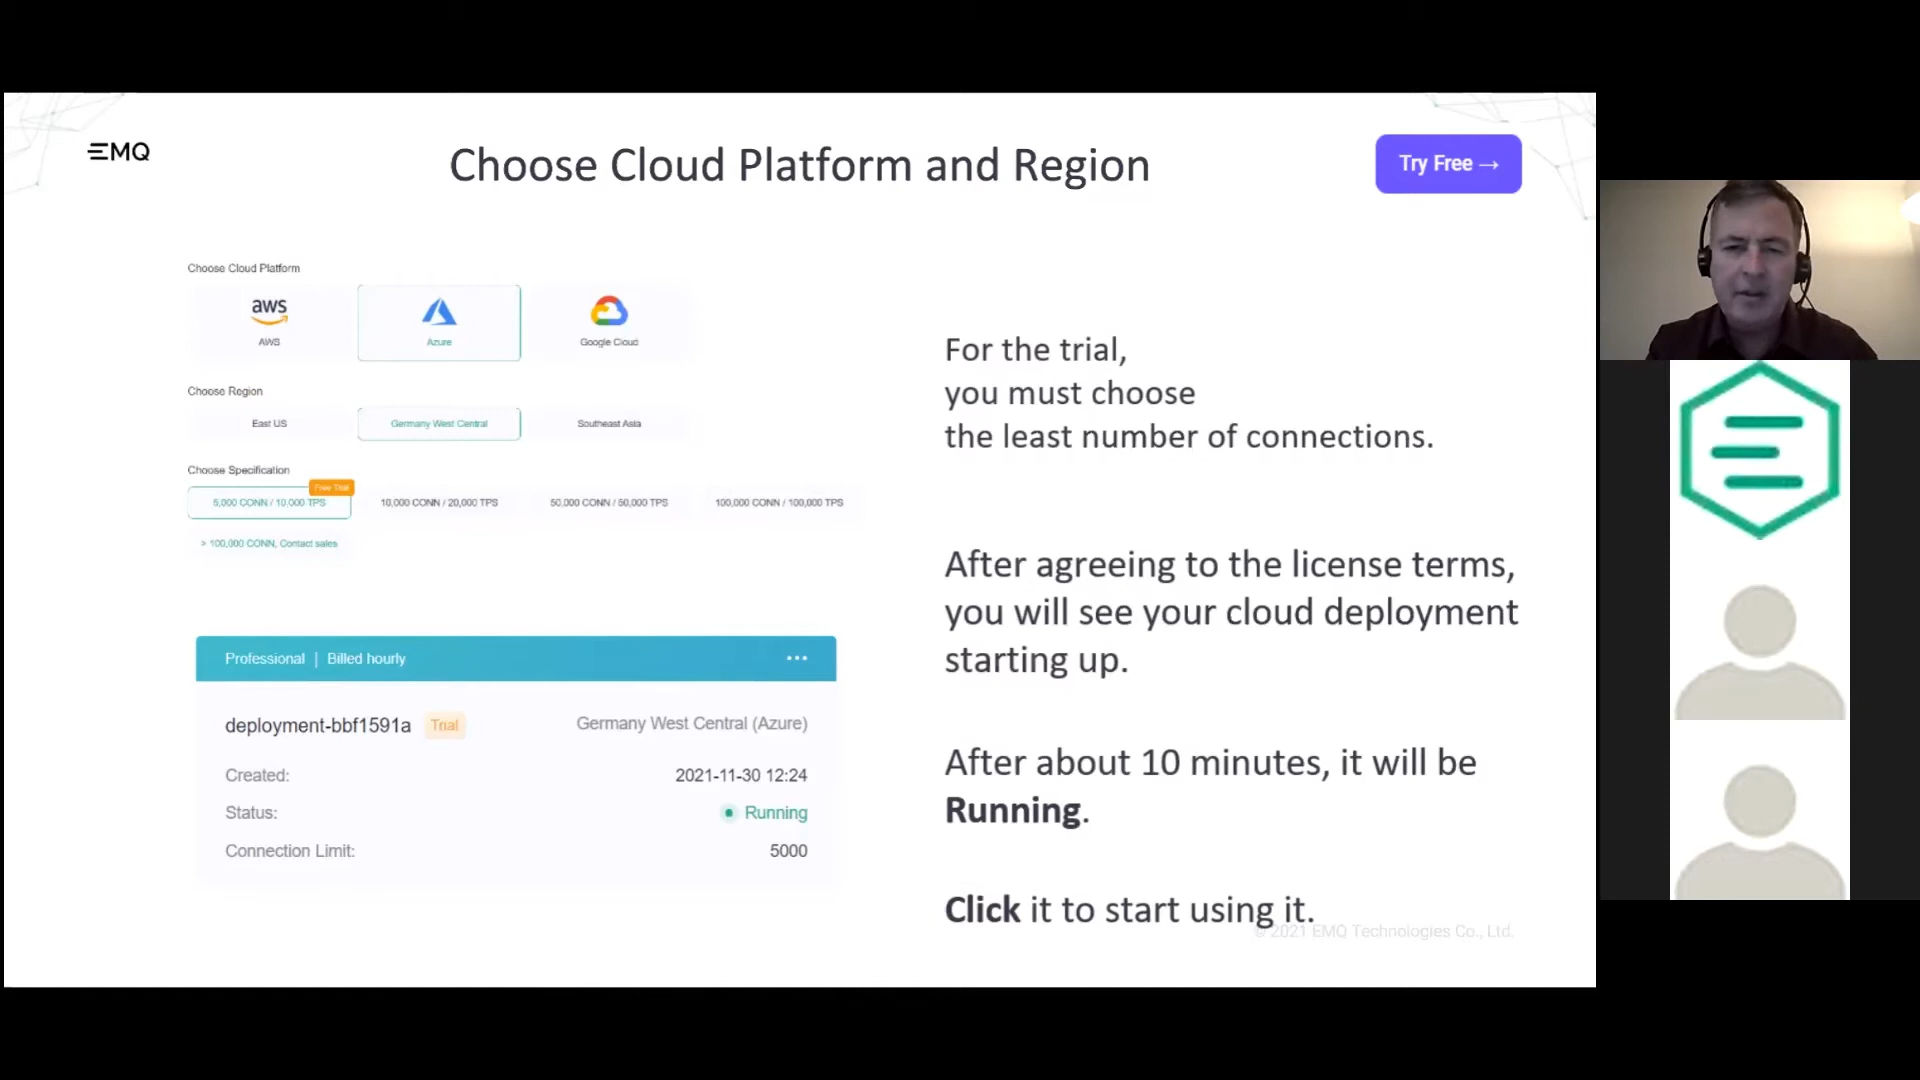 EMQ
Choose Cloud Platform and Region
Try Free →
Choose Cloud Platform
aws
AWS
Azure
Google Cloud
Choose Region
East US
Germany West Central
Southeast Asia
Choose Specification
Free Trial
5,000 CONN / 10,000 TPS
10,000 CONN / 20,000 TPS
50,000 CONN / 50,000 TPS
100,000 CONN / 100,000 TPS
> 100,000 CONN, Contact sales
Professional | Billed hourly
deployment-bbf1591a
Trial
Germany West Central (Azure)
Created:
2021-11-30 12:24
Status:
Running
Connection Limit:
5000
For the trial,
you must choose
the least number of connections.
After agreeing to the license terms,
you will see your cloud deployment
starting up.
After about 10 minutes, it will be
Running.
Click it to start using it.
© 2021 EMQ Technologies Co., Ltd.